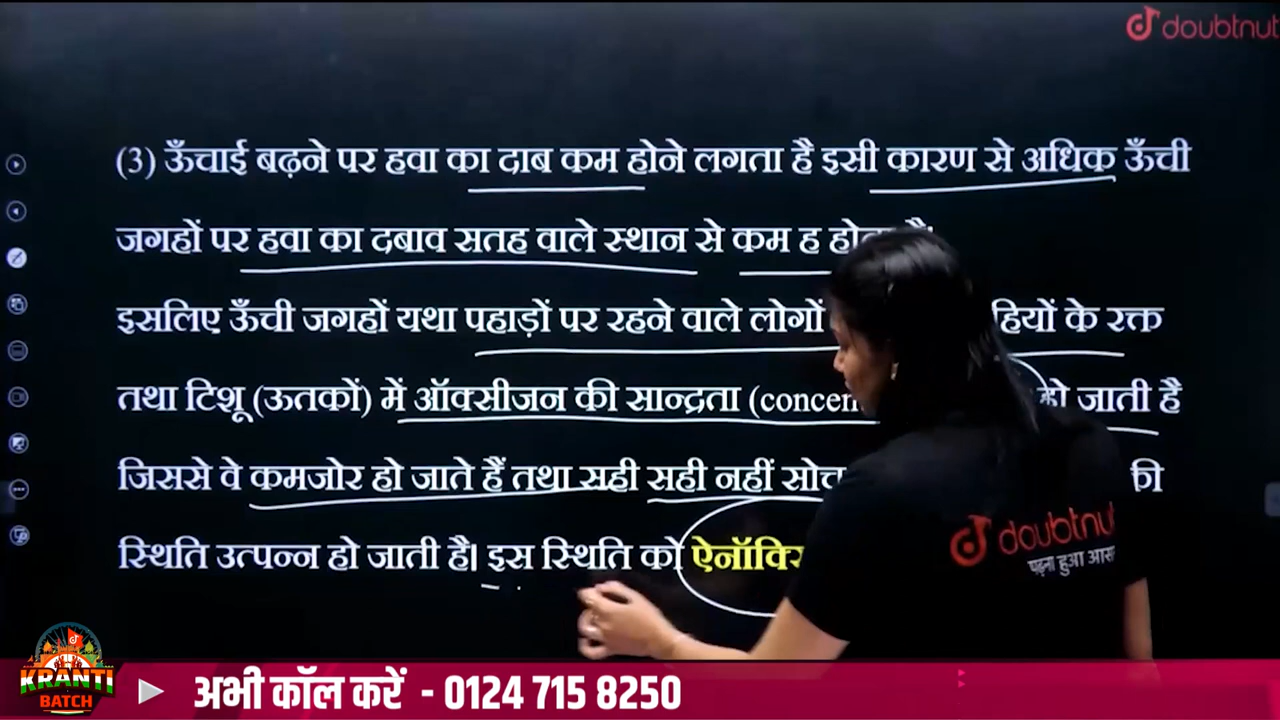 doubtnut
(3) ऊँचाई बढ़ने पर हवा का दाब कम होने लगता है इसी कारण से अधिक ऊँची
जगहों पर हवा का दबाव सतह वाले स्थान से कम ह
इसलिए ऊँची जगहों यथा पहाड़ों पर रहने वाले लोगों के रक्त
तथा टिशू (ऊतकों) में ऑक्सीजन की सान्द्रता हो जाती है
जिससे वे कमजोर हो जाते हैं तथा सही सही नहीं की
स्थिति उत्पन्न हो जाती है। इस स्थिति को
doubtnut
पढ़ना हुआ
KRANTI
BATCH
अभी कॉल करें - 0124 715 8250